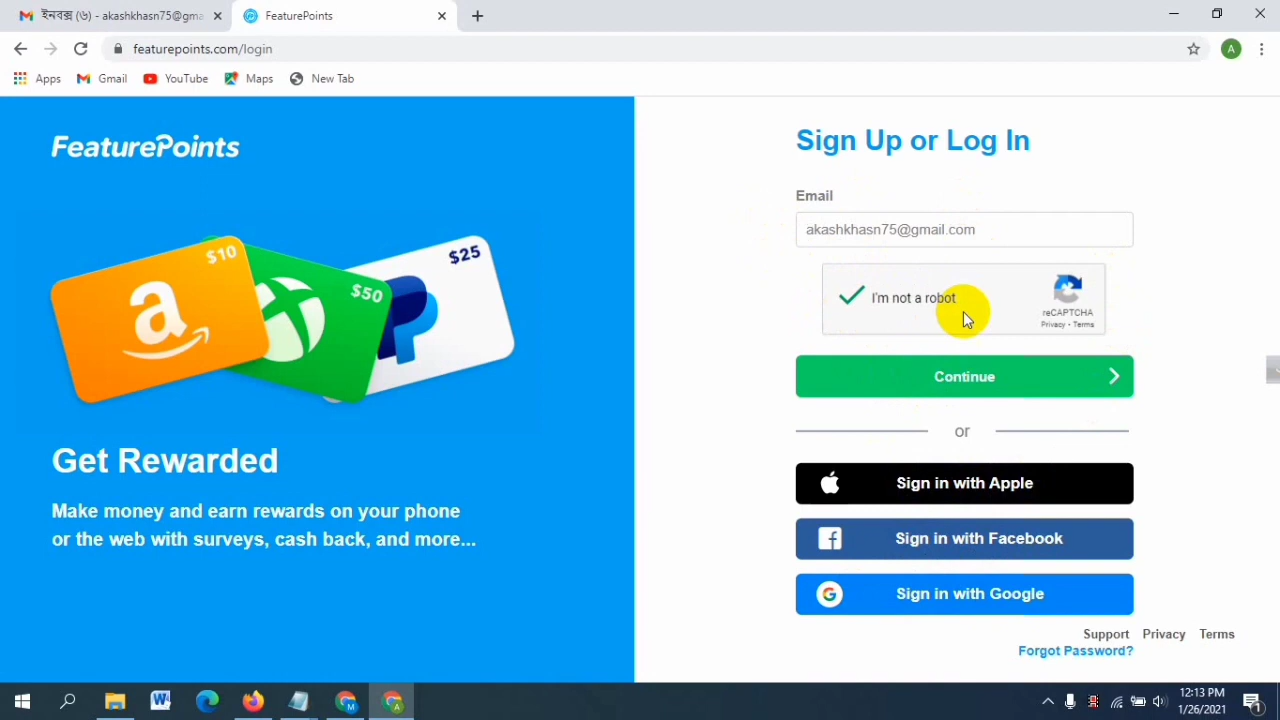 ইনবক্স (৬) - akashkhasn75@gma
FeaturePoints
featurepoints.com/login
A
Apps Gmail YouTube Maps New Tab
FeaturePoints
$10
$50
$25
Get Rewarded
Make money and earn rewards on your phone
or the web with surveys, cash back, and more...
Sign Up or Log In
Email
akashkhasn75@gmail.com
I'm not a robot
reCAPTCHA
Privacy • Terms
Continue
or
Sign in with Apple
Sign in with Facebook
Sign in with Google
Support Privacy Terms
Forgot Password?
12:13 PM
1/26/2021
1